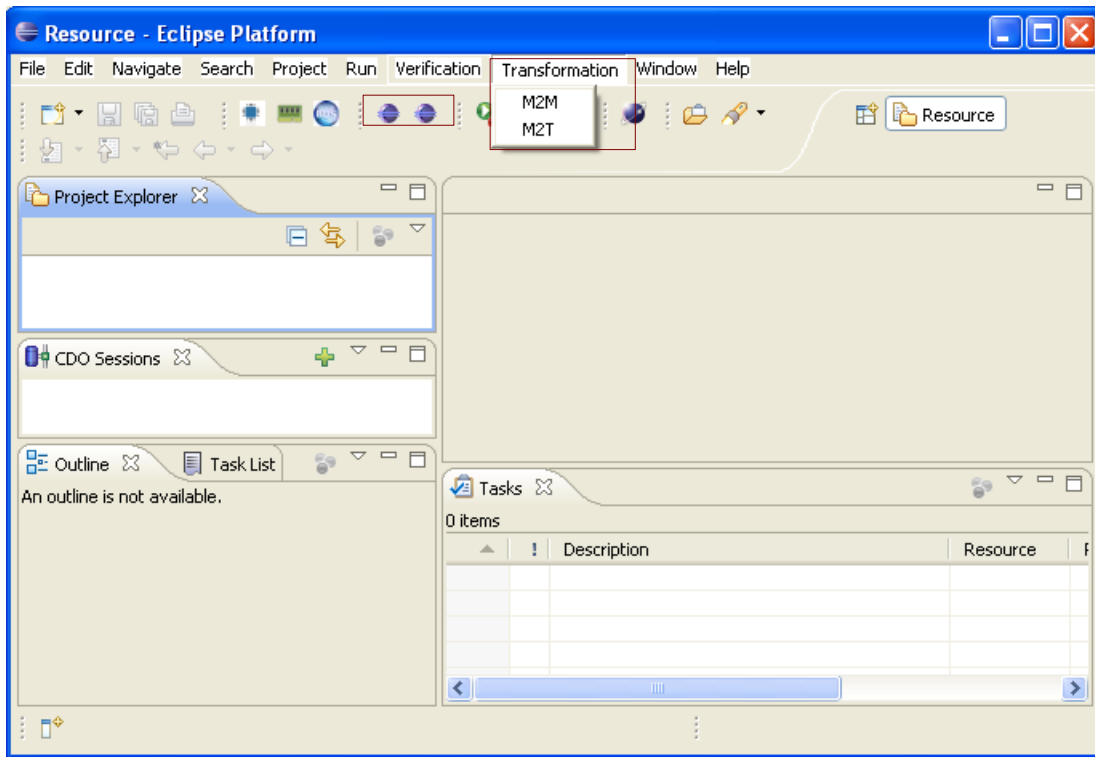 Resource - Eclipse Platform
File Edit Navigate Search Project Run Verification Transformation Window Help
M2M
M2T
Resource
Project Explorer
CDO Sessions
Outline Task List
An outline is not available.
Tasks
0 items
! Description Resource